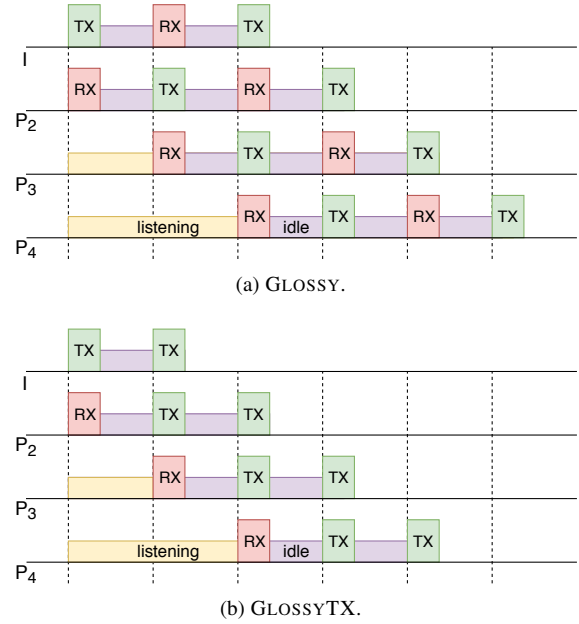 TX RX TX
I
RX TX RX TX
P2
RX TX RX TX
P3
listening RX idle TX RX TX
P4
(a) GLOSSY.
TX TX
I
RX TX TX
P2
RX TX TX
P3
listening RX idle TX TX
P4
(b) GLOSSYTX.